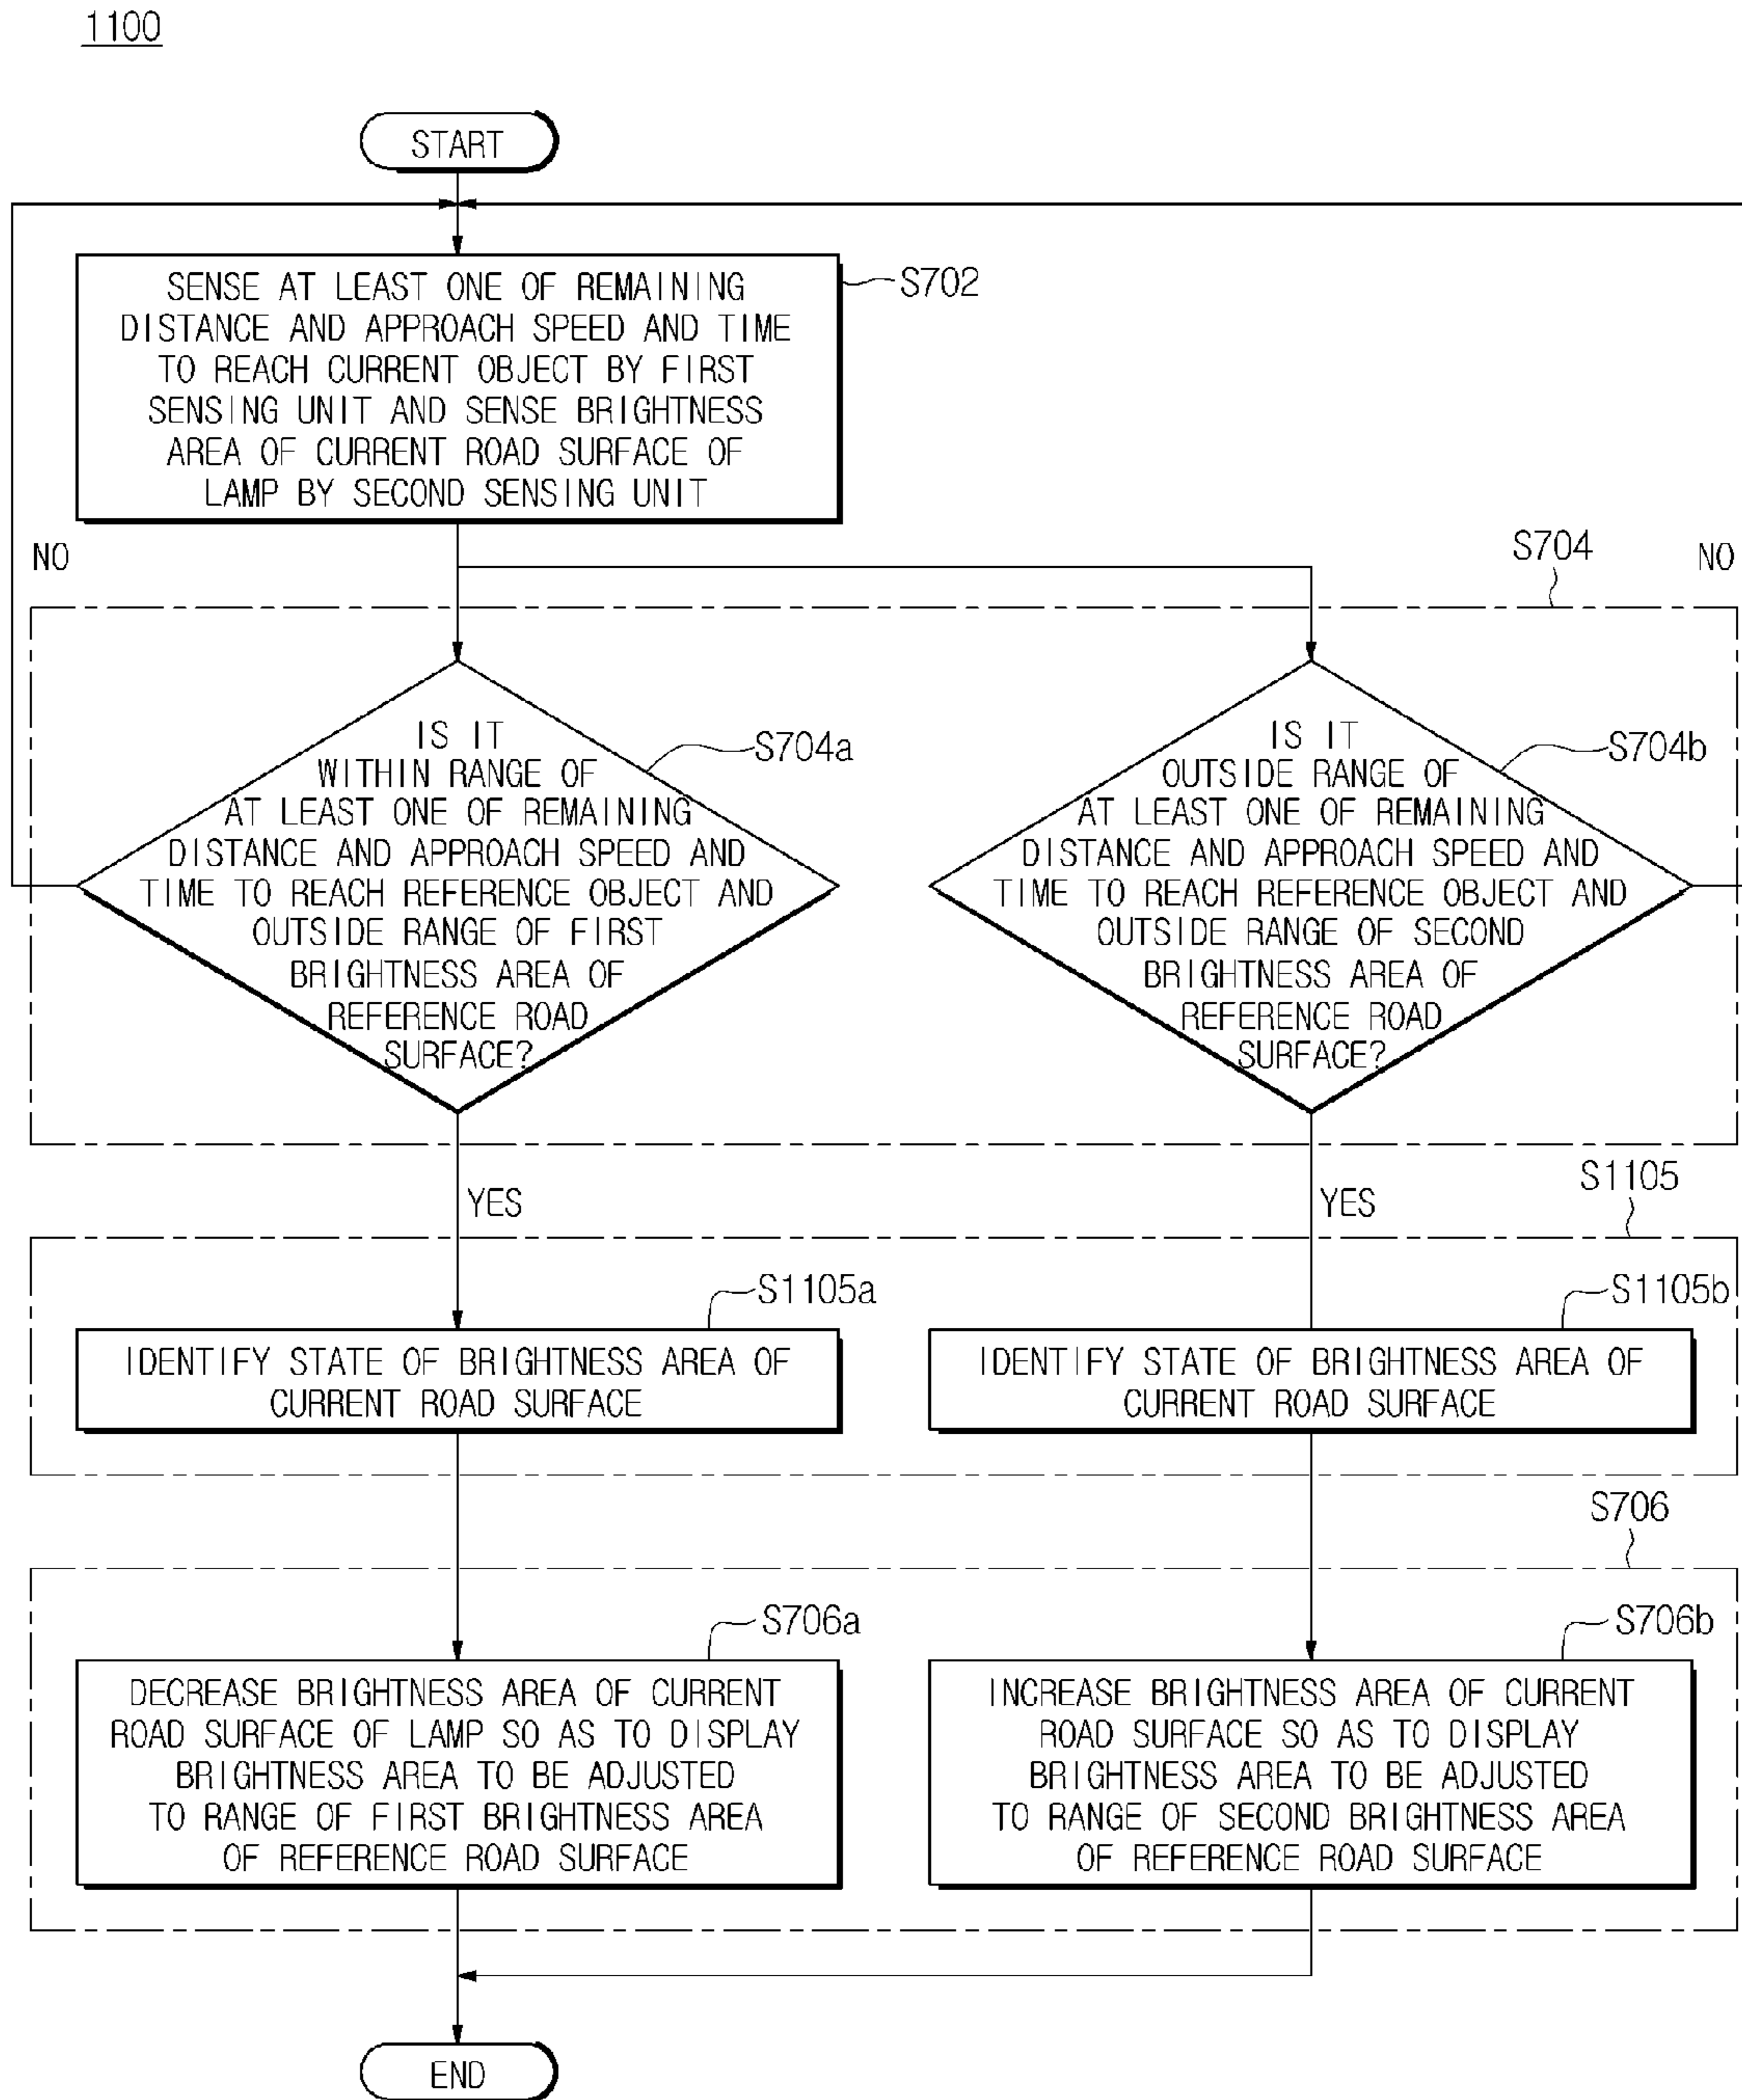 1100
START
SENSE AT LEAST ONE OF REMAINING
DISTANCE AND APPROACH SPEED AND TIME
TO REACH CURRENT OBJECT BY FIRST
SENSING UNIT AND SENSE BRIGHTNESS
AREA OF CURRENT ROAD SURFACE OF
LAMP BY SECOND SENSING UNIT
S702
NO
S704
NO
IS IT
WITHIN RANGE OF
AT LEAST ONE OF REMAINING
DISTANCE AND APPROACH SPEED AND
TIME TO REACH REFERENCE OBJECT AND
OUTSIDE RANGE OF FIRST
BRIGHTNESS AREA OF
REFERENCE ROAD
SURFACE?
S704a
IS IT
OUTSIDE RANGE OF
AT LEAST ONE OF REMAINING
DISTANCE AND APPROACH SPEED AND
TIME TO REACH REFERENCE OBJECT AND
OUTSIDE RANGE OF SECOND
BRIGHTNESS AREA OF
REFERENCE ROAD
SURFACE?
S704b
YES
YES
S1105
S1105a
IDENTIFY STATE OF BRIGHTNESS AREA OF
CURRENT ROAD SURFACE
S1105b
IDENTIFY STATE OF BRIGHTNESS AREA OF
CURRENT ROAD SURFACE
S706
S706a
DECREASE BRIGHTNESS AREA OF CURRENT
ROAD SURFACE OF LAMP SO AS TO DISPLAY
BRIGHTNESS AREA TO BE ADJUSTED
TO RANGE OF FIRST BRIGHTNESS AREA
OF REFERENCE ROAD SURFACE
S706b
INCREASE BRIGHTNESS AREA OF CURRENT
ROAD SURFACE SO AS TO DISPLAY
BRIGHTNESS AREA TO BE ADJUSTED
TO RANGE OF SECOND BRIGHTNESS AREA
OF REFERENCE ROAD SURFACE
END